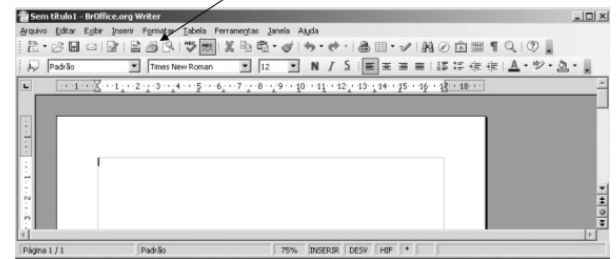 Sem título1 - BrOffice.org Writer
Arquivo Editar Exibir Inserir Formatar Tabela Ferramentas Janela Ajuda
Padrão Times New Roman 12 N I S A
1 1 2 3 4 5 6 7 8 9 10 11 12 13 14 15 16 18
Página 1 / 1 Padrão 75% INSERIR DESV HIF *